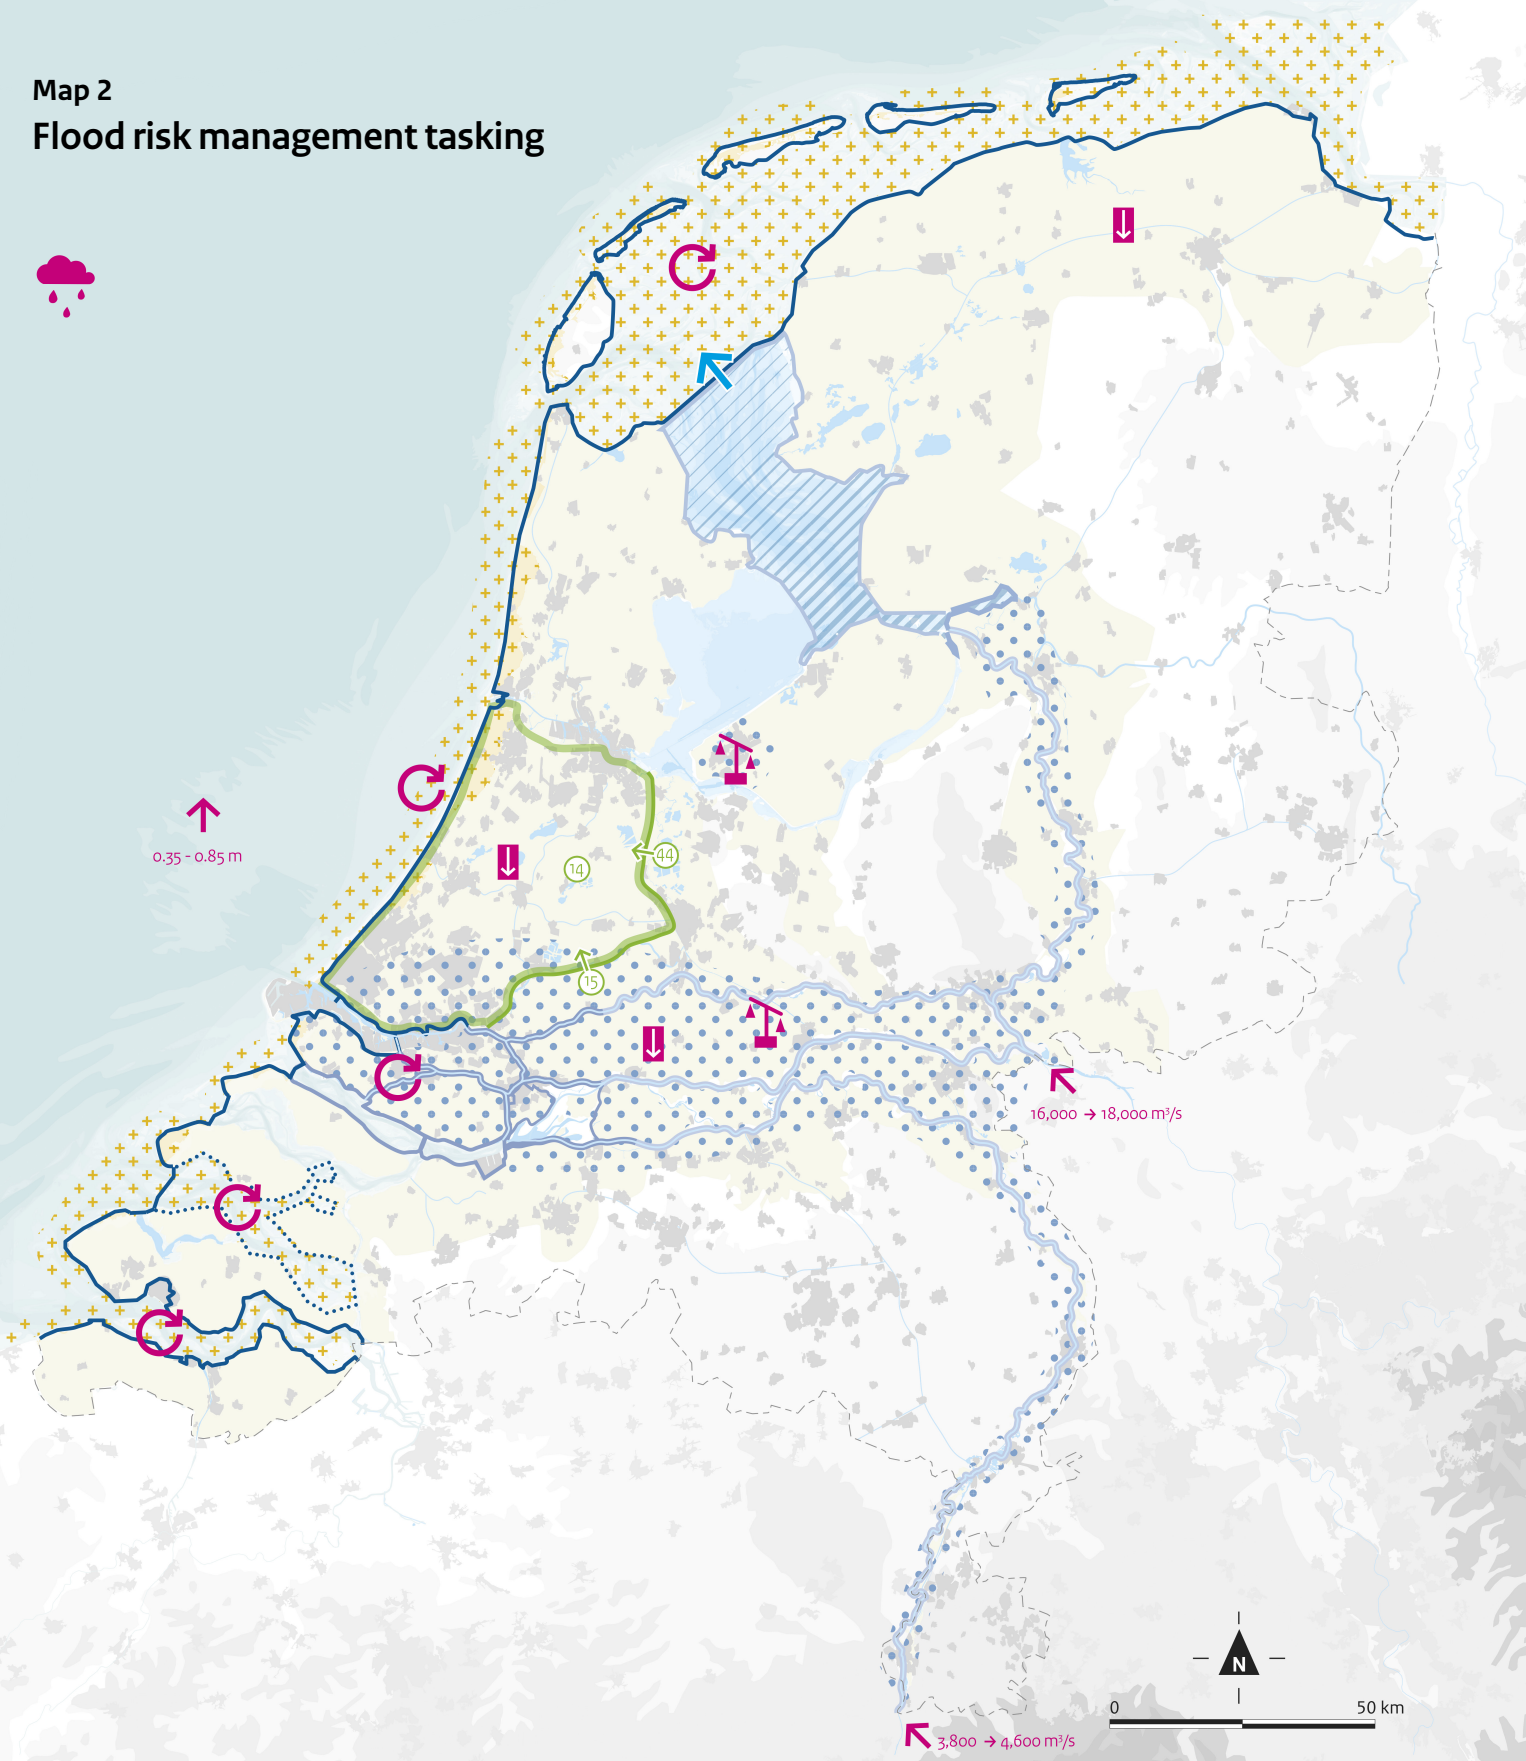 Map 2
Flood risk management tasking
0.35 - 0.85 m
14
44
15
16,000 → 18,000 m³/s
N
0 50 km
3,800 → 4,600 m³/s